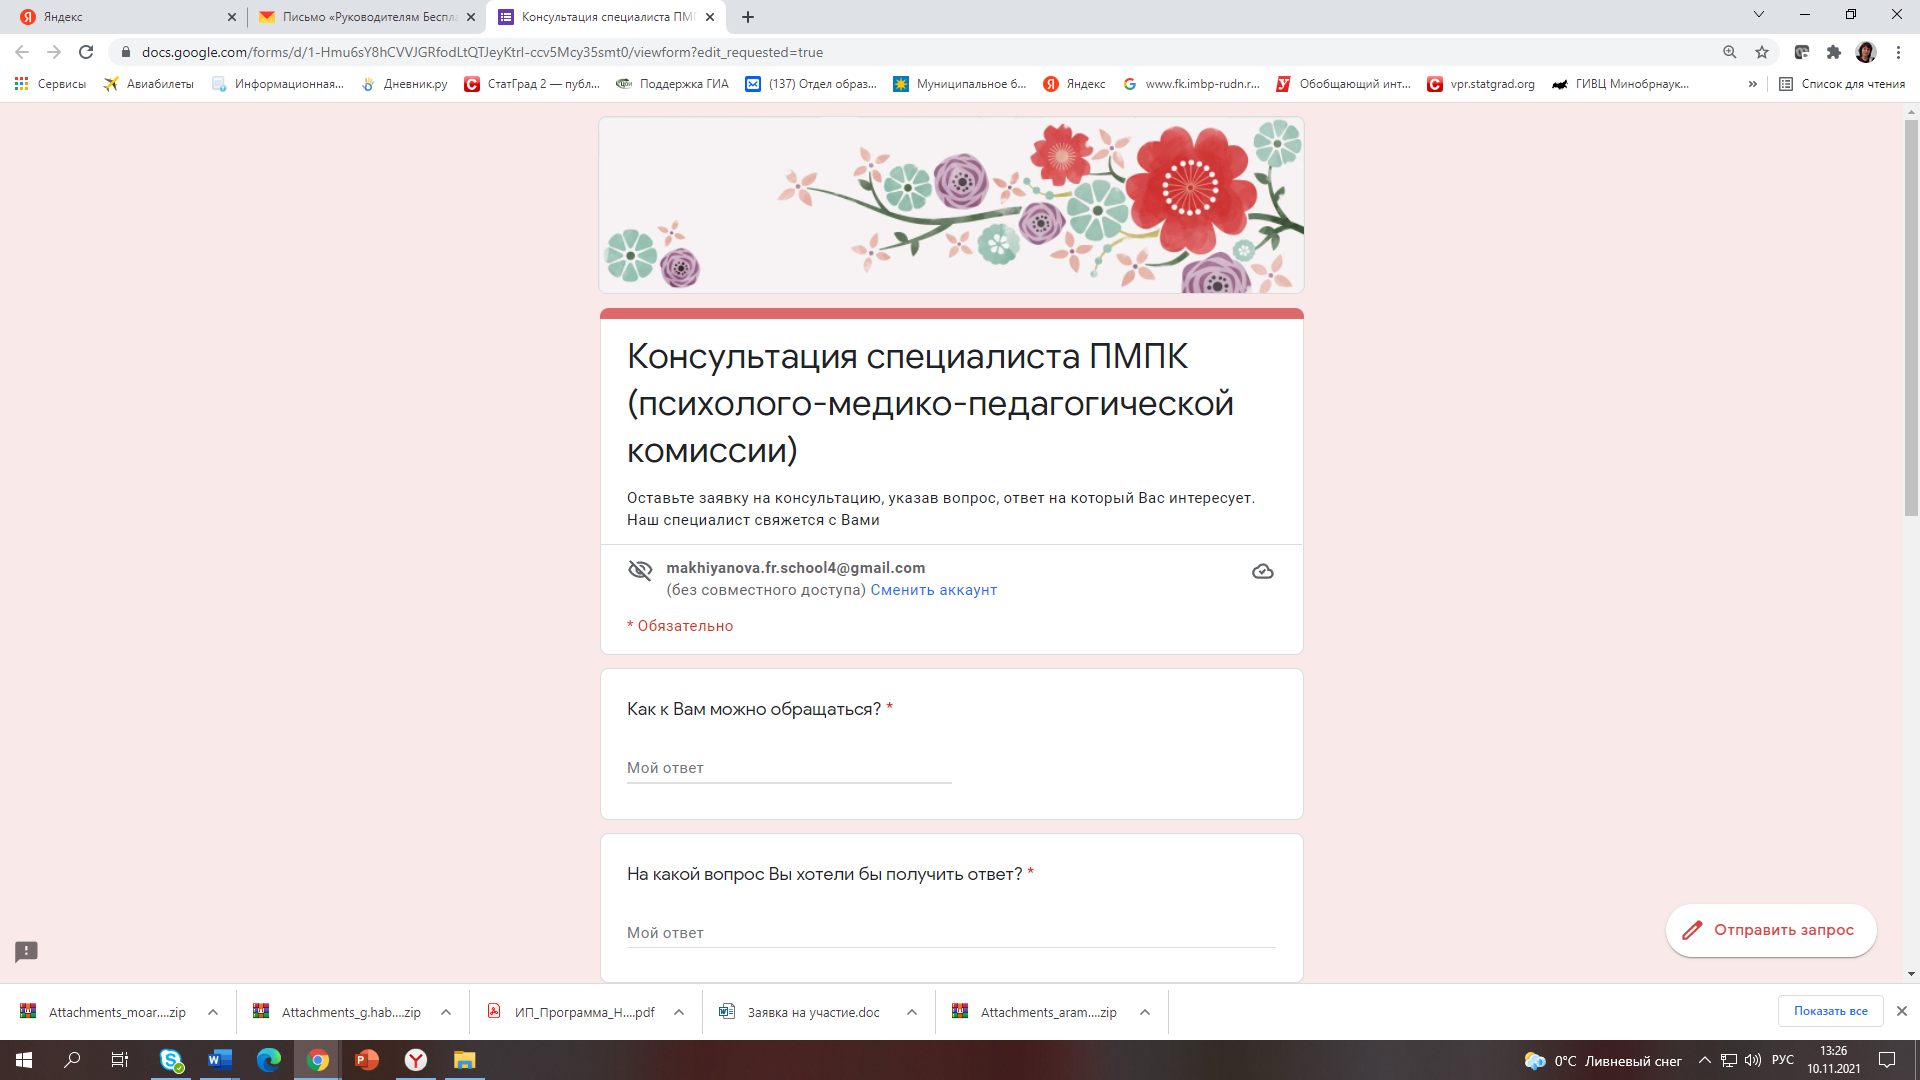 Яндекс
Письмо «Руководителям Беспла
Консультация специалиста ПМП
docs.google.com/forms/d/1-Hmu6sY8hCVVJGRfodLtQTJeyKtrI-ccv5Mcy35smt0/viewform?edit_requested=true
Сервисы
Авиабилеты
Информационная...
Дневник.ру
СтатГрад 2 — публ...
Поддержка ГИА
(137) Отдел образ...
Муниципальное б...
Яндекс
www.fk.imbp-rudn.r...
Обобщающий инт...
vpr.statgrad.org
ГИВЦ Минобрнаук...
»
Список для чтения
Консультация специалиста ПМПК
(психолого-медико-педагогической
комиссии)
Оставьте заявку на консультацию, указав вопрос, ответ на который Вас интересует.
Наш специалист свяжется с Вами
makhiyanova.fr.school4@gmail.com
(без совместного доступа) Сменить аккаунт
* Обязательно
Как к Вам можно обращаться? *
Мой ответ
На какой вопрос Вы хотели бы получить ответ? *
Мой ответ
Отправить запрос
Attachments_moar....zip
Attachments_g.hab....zip
ИП_Программа_Н....pdf
Заявка на участие.doc
Attachments_aram....zip
Показать все
0°C Ливневый снег
РУС
13:26
10.11.2021